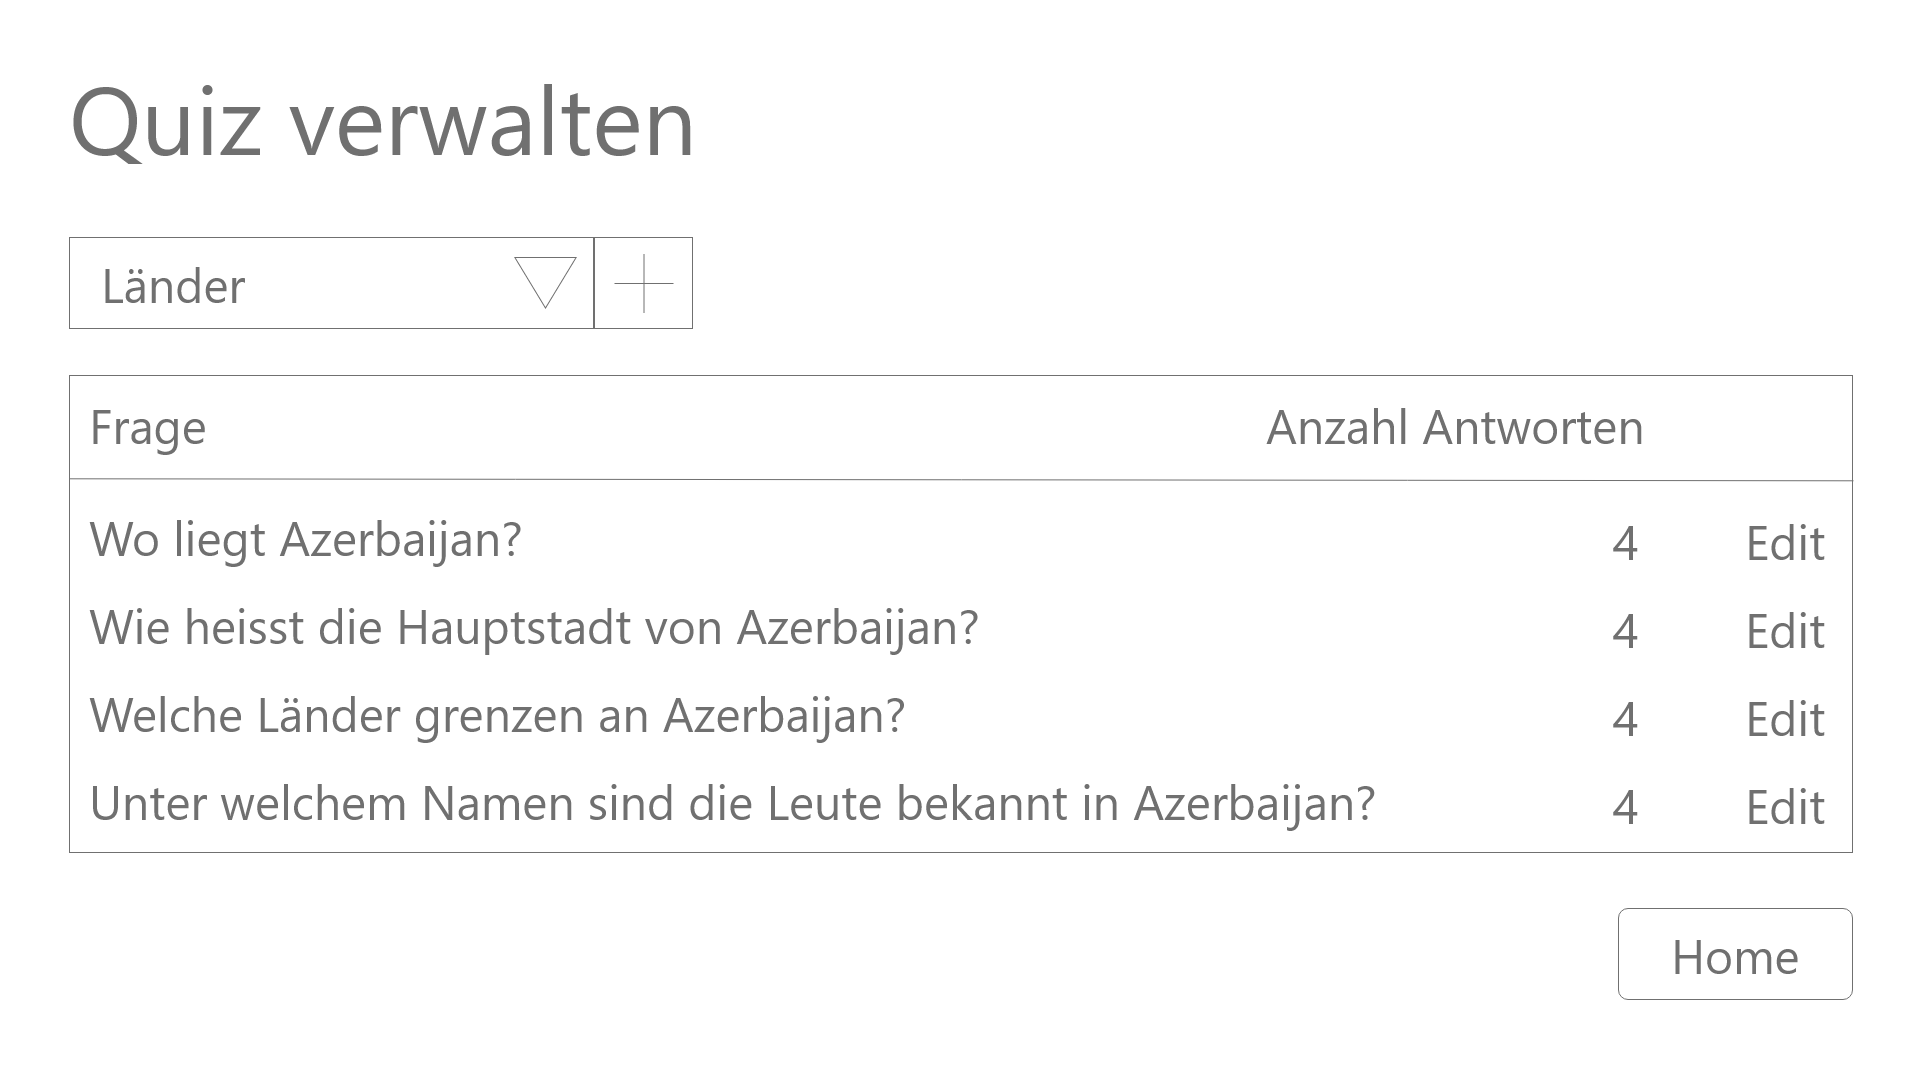 Quiz verwalten
Länder
Frage Anzahl Antworten
Wo liegt Azerbaijan? 4 Edit
Wie heisst die Hauptstadt von Azerbaijan? 4 Edit
Welche Länder grenzen an Azerbaijan? 4 Edit
Unter welchem Namen sind die Leute bekannt in Azerbaijan? 4 Edit
Home